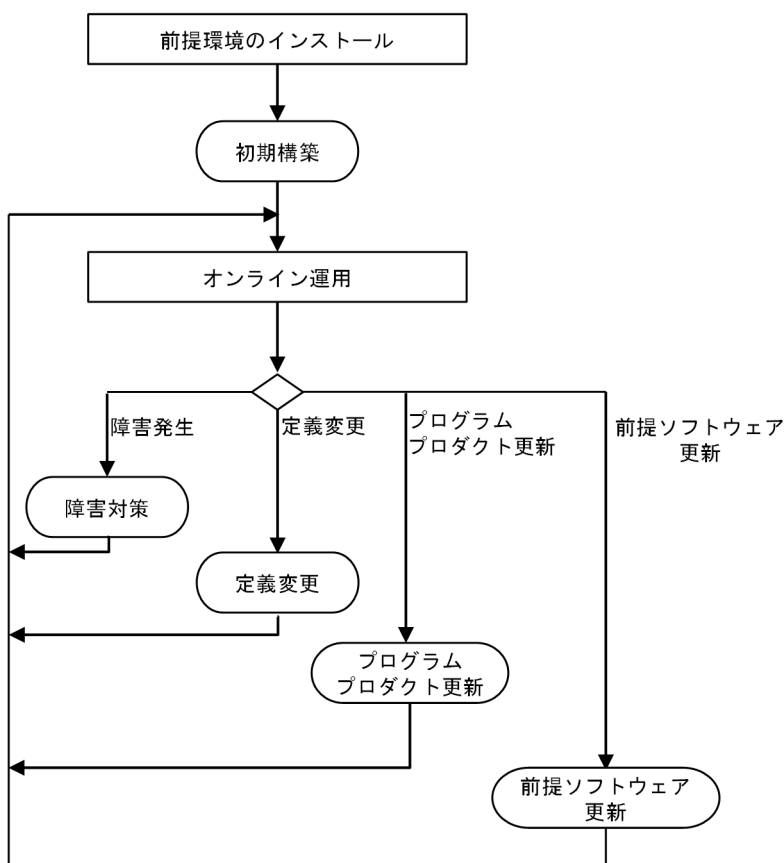 前提環境のインストール
初期構築
オンライン運用
障害発生
定義変更
プログラム
プロダクト更新
前提ソフトウェア
更新
障害対策
定義変更
プログラム
プロダクト更新
前提ソフトウェア
更新